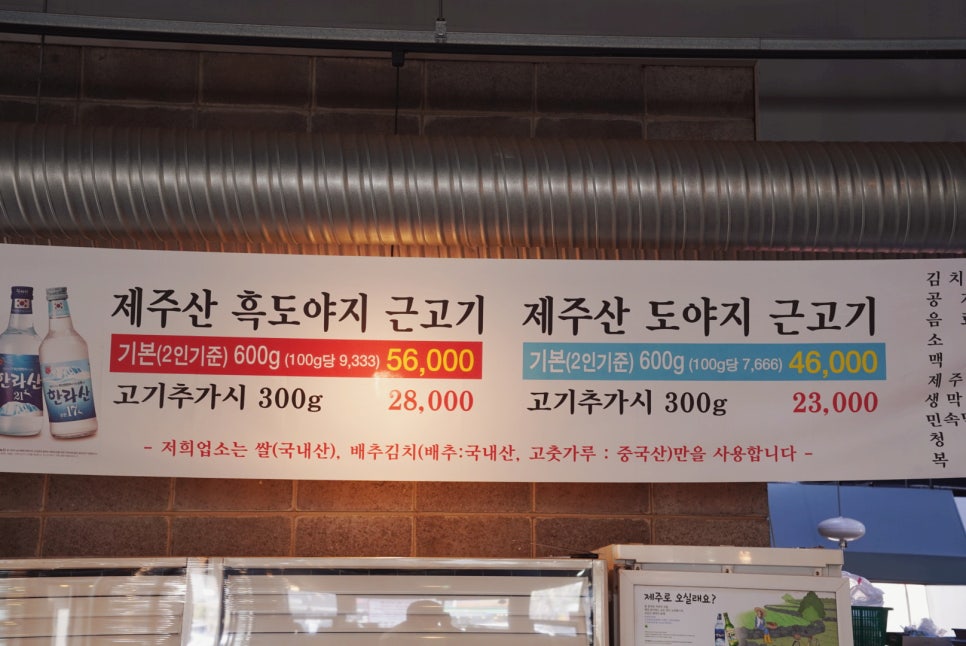 제주산 흑도야지 근고기
기본(2인기준) 600g (100g당 9,333) 56,000
고기추가시 300g 28,000
제주산 도야지 근고기
기본(2인기준) 600g (100g당 7,666) 46,000
고기추가시 300g 23,000
- 저희업소는 쌀(국내산), 배추김치(배추:국내산, 고춧가루 : 중국산)만을 사용합니다 -
한라산
21
한라산
17
제주로 오실래요?